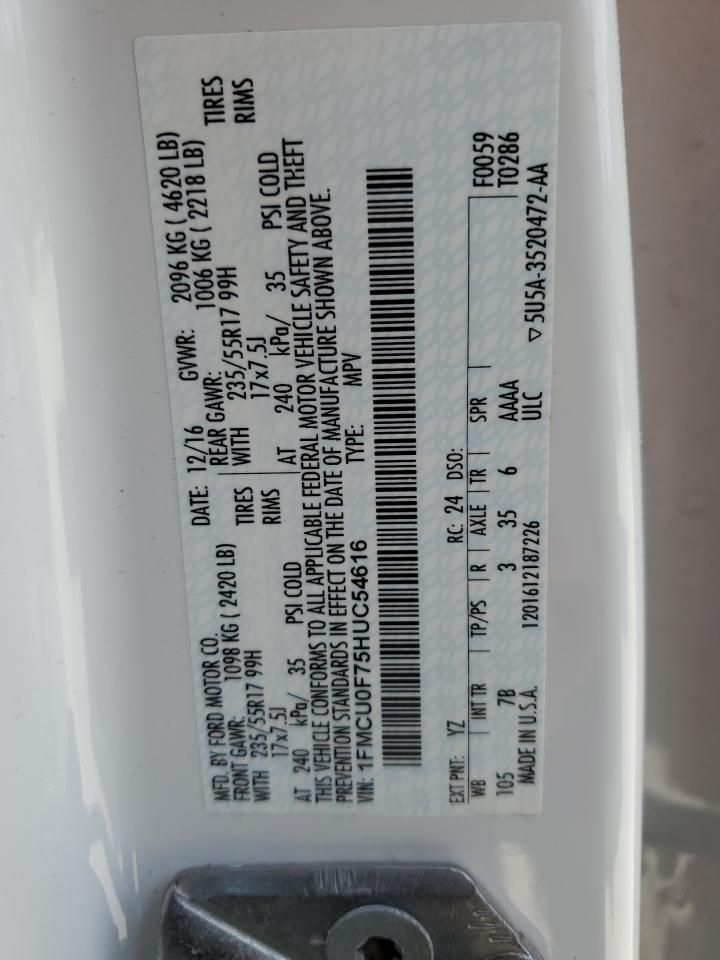 MFD. BY FORD MOTOR CO. DATE: 12/16 GVWR: 2096 KG ( 4620 LB)
FRONT GAWR: 1098 KG ( 2420 LB) REAR GAWR: 1006 KG ( 2218 LB)
WITH 235/55R17 99H TIRES WITH 235/55R17 99H TIRES
17x7.5J RIMS 17x7.5J RIMS
AT 240 kPa/ 35 PSI COLD AT 240 kPa/ 35 PSI COLD
THIS VEHICLE CONFORMS TO ALL APPLICABLE FEDERAL MOTOR VEHICLE SAFETY AND THEFT
PREVENTION STANDARDS IN EFFECT ON THE DATE OF MANUFACTURE SHOWN ABOVE.
VIN: 1FMCU0F75HUC54616 TYPE: MPV
EXT PNT: YZ RC: 24 DSO:
WB INT TR TP/PS R AXLE TR SPR F0059
105 7B 3 35 6 AAAA T0286
MADE IN U.S.A. 1201612187226 ULC ▽5U5A-3520472-AA